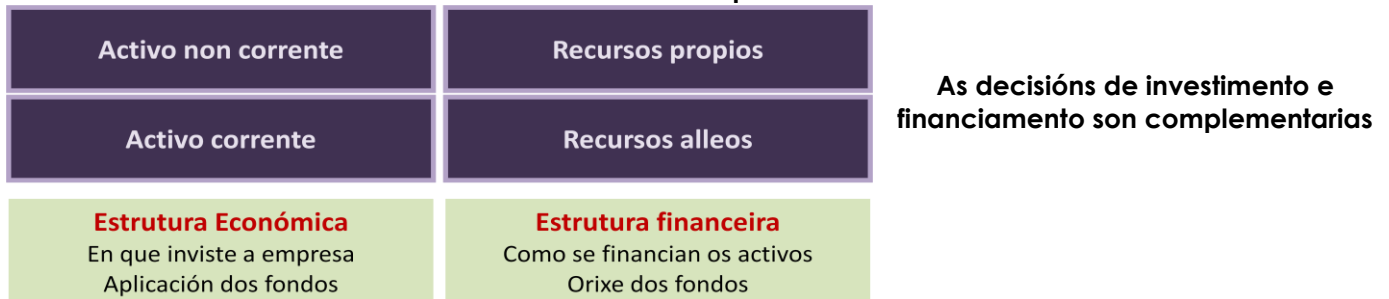 Activo non corrente
Recursos propios
Activo corrente
Recursos alleos
As decisións de investimento e
financiamento son complementarias
Estrutura Económica
En que inviste a empresa
Aplicación dos fondos
Estrutura financeira
Como se financian os activos
Orixe dos fondos